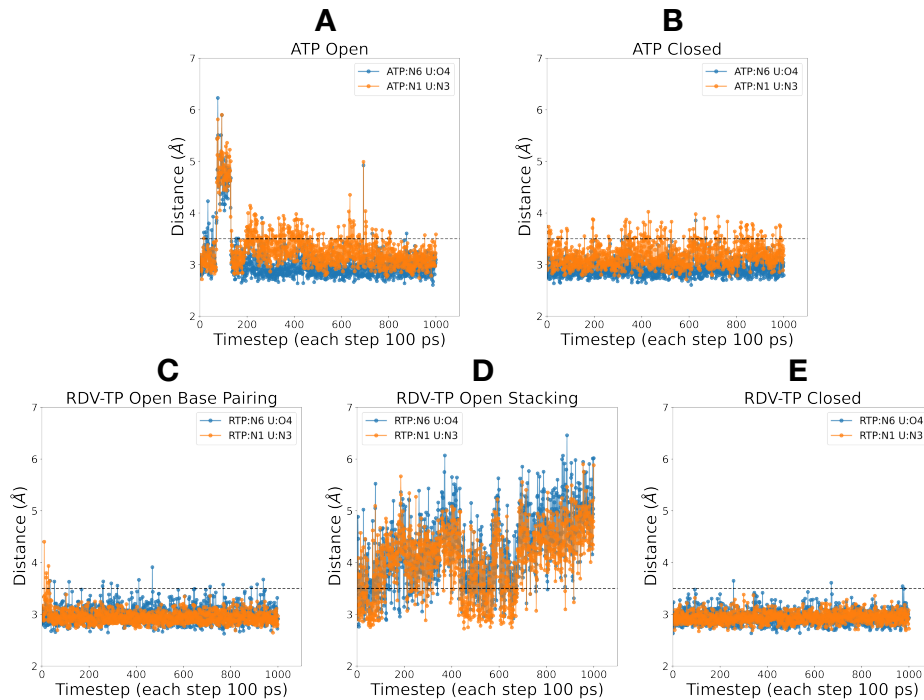 A
ATP Open
7
6
5
4
3
2
Distance (Å)
0 200 400 600 800 1000
Timestep (each step 100 ps)
ATP:N6 U:O4
ATP:N1 U:N3
B
ATP Closed
7
6
5
4
3
2
Distance (Å)
0 200 400 600 800 1000
Timestep (each step 100 ps)
ATP:N6 U:O4
ATP:N1 U:N3
C
RDV-TP Open Base Pairing
7
6
5
4
3
2
Distance (Å)
0 200 400 600 800 1000
Timestep (each step 100 ps)
RTP:N6 U:O4
RTP:N1 U:N3
D
RDV-TP Open Stacking
7
6
5
4
3
2
Distance (Å)
0 200 400 600 800 1000
Timestep (each step 100 ps)
RTP:N6 U:O4
RTP:N1 U:N3
E
RDV-TP Closed
7
6
5
4
3
2
Distance (Å)
0 200 400 600 800 1000
Timestep (each step 100 ps)
RTP:N6 U:O4
RTP:N1 U:N3